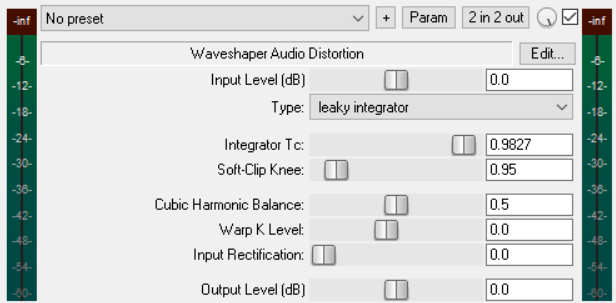 -inf No preset + Param 2 in 2 out -inf
Waveshaper Audio Distortion Edit...
-6- -6-
Input Level (dB) 0.0
-12- -12-
Type: leaky integrator
-18- -18-
-24- Integrator Tc: 0.9827 -24-
-30- Soft-Clip Knee: 0.95 -30-
-36- -36-
Cubic Harmonic Balance: 0.5
-42- -42-
Warp K Level: 0.0
-48- -48-
Input Rectification: 0.0
-54- -54-
-60- Output Level (dB) 0.0 -60-